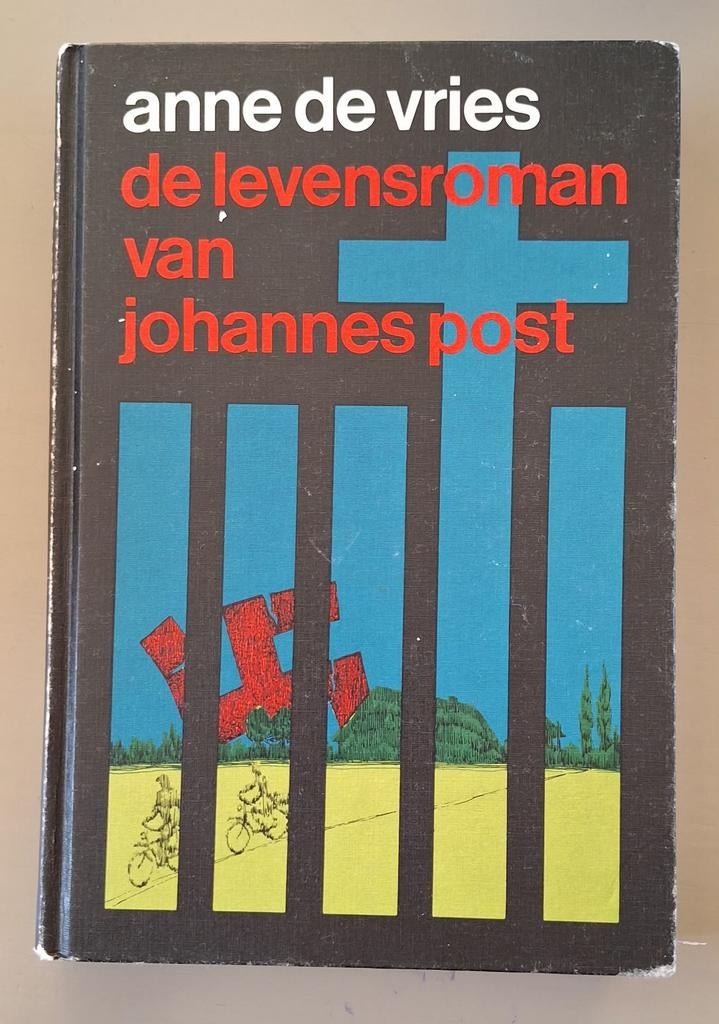 anne de vries
de levensroman
van
johannes post